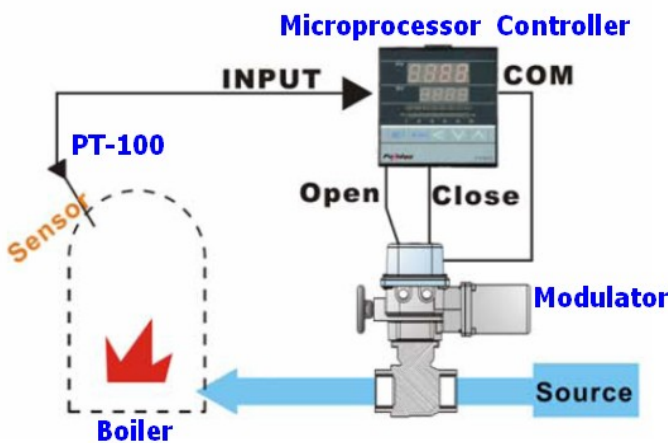 Microprocessor Controller
INPUT
COM
PT-100
Sensor
Open
Close
Modulator
Source
Boiler